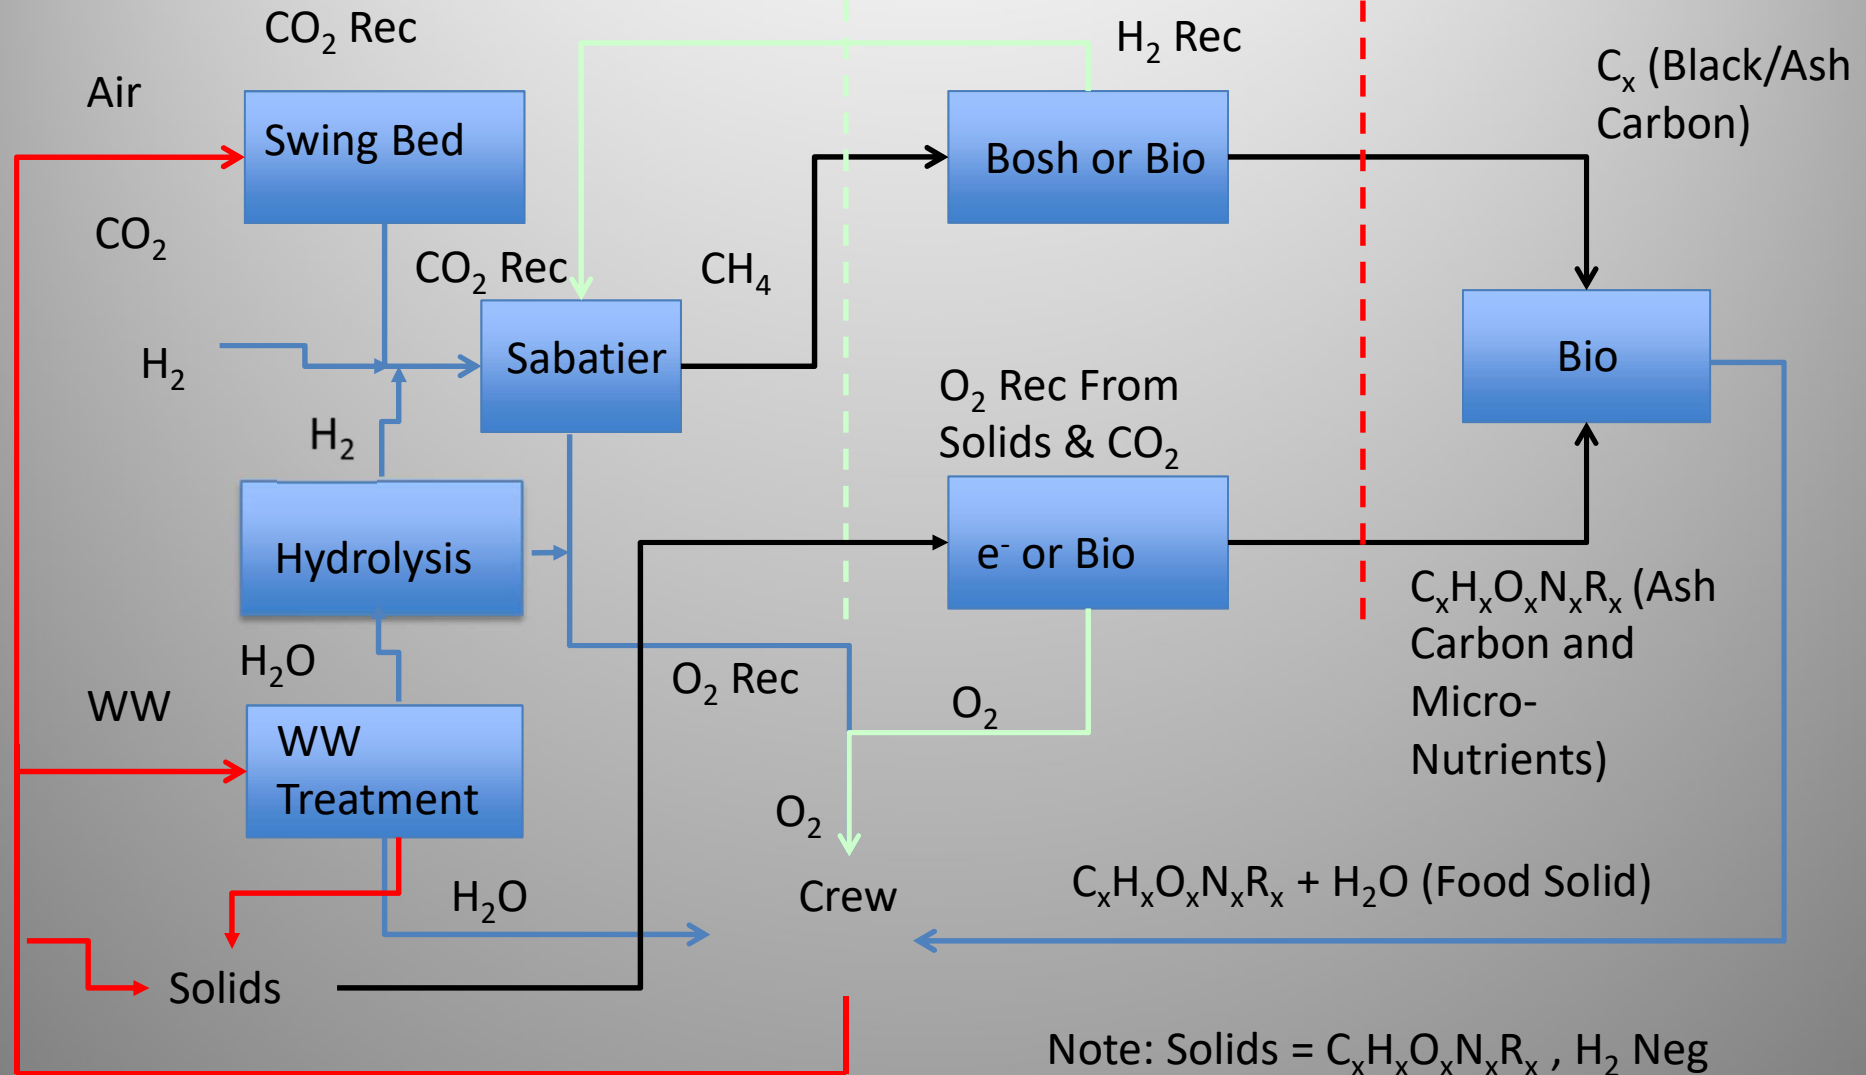 CO₂ Rec
H₂ Rec
Cₓ (Black/Ash
Carbon)
Air
Swing Bed
Bosh or Bio
CO₂
CO₂ Rec
CH₄
H₂
Sabatier
Bio
O₂ Rec From
Solids & CO₂
H₂
Hydrolysis
e⁻ or Bio
CₓHₓOₓNₓRₓ (Ash
Carbon and
Micro-
Nutrients)
H₂O
O₂ Rec
O₂
WW
WW
Treatment
O₂
H₂O
Crew
CₓHₓOₓNₓRₓ + H₂O (Food Solid)
Solids
Note: Solids = CₓHₓOₓNₓRₓ , H₂ Neg